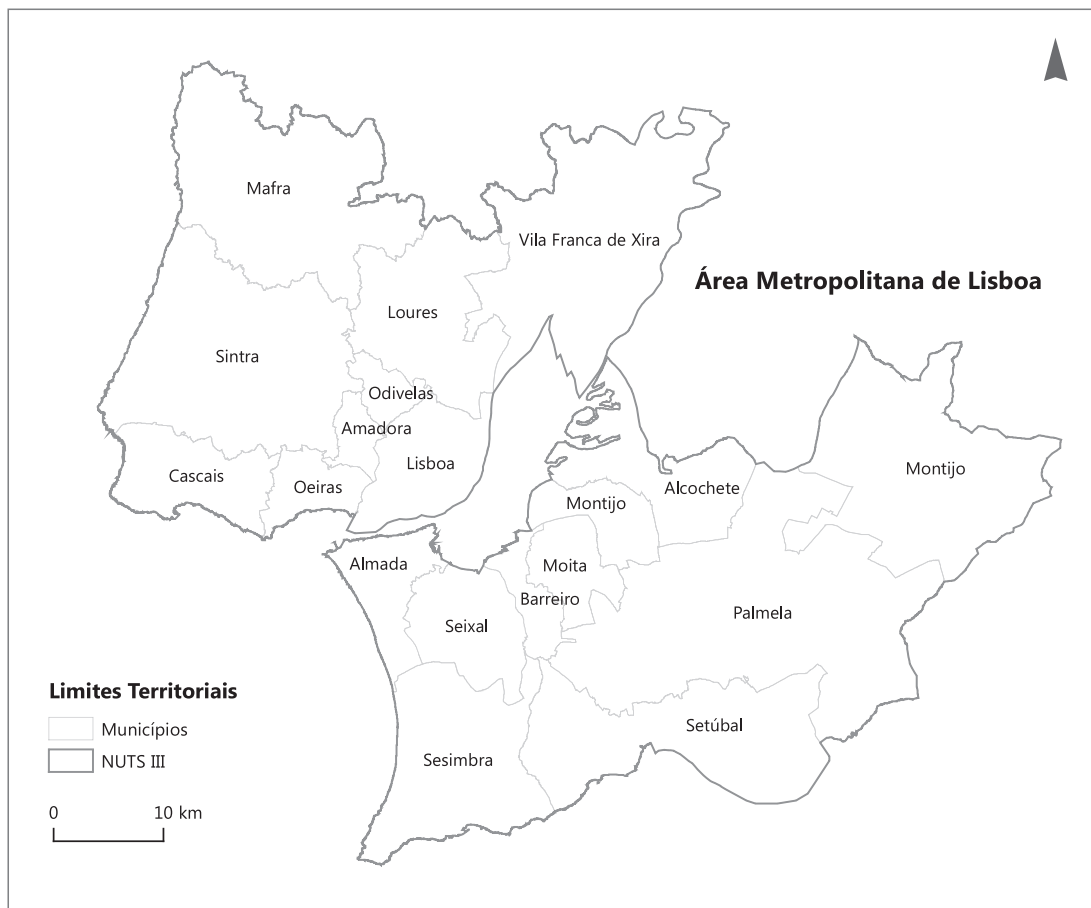 Mafra
Vila Franca de Xira
Área Metropolitana de Lisboa
Loures
Sintra
Odivelas
Amadora
Lisboa
Cascais
Oeiras
Montijo
Alcochete
Montijo
Almada
Moita
Barreiro
Seixal
Palmela
Setúbal
Sesimbra
Limites Territoriais
Municípios
NUTS III
0 10 km